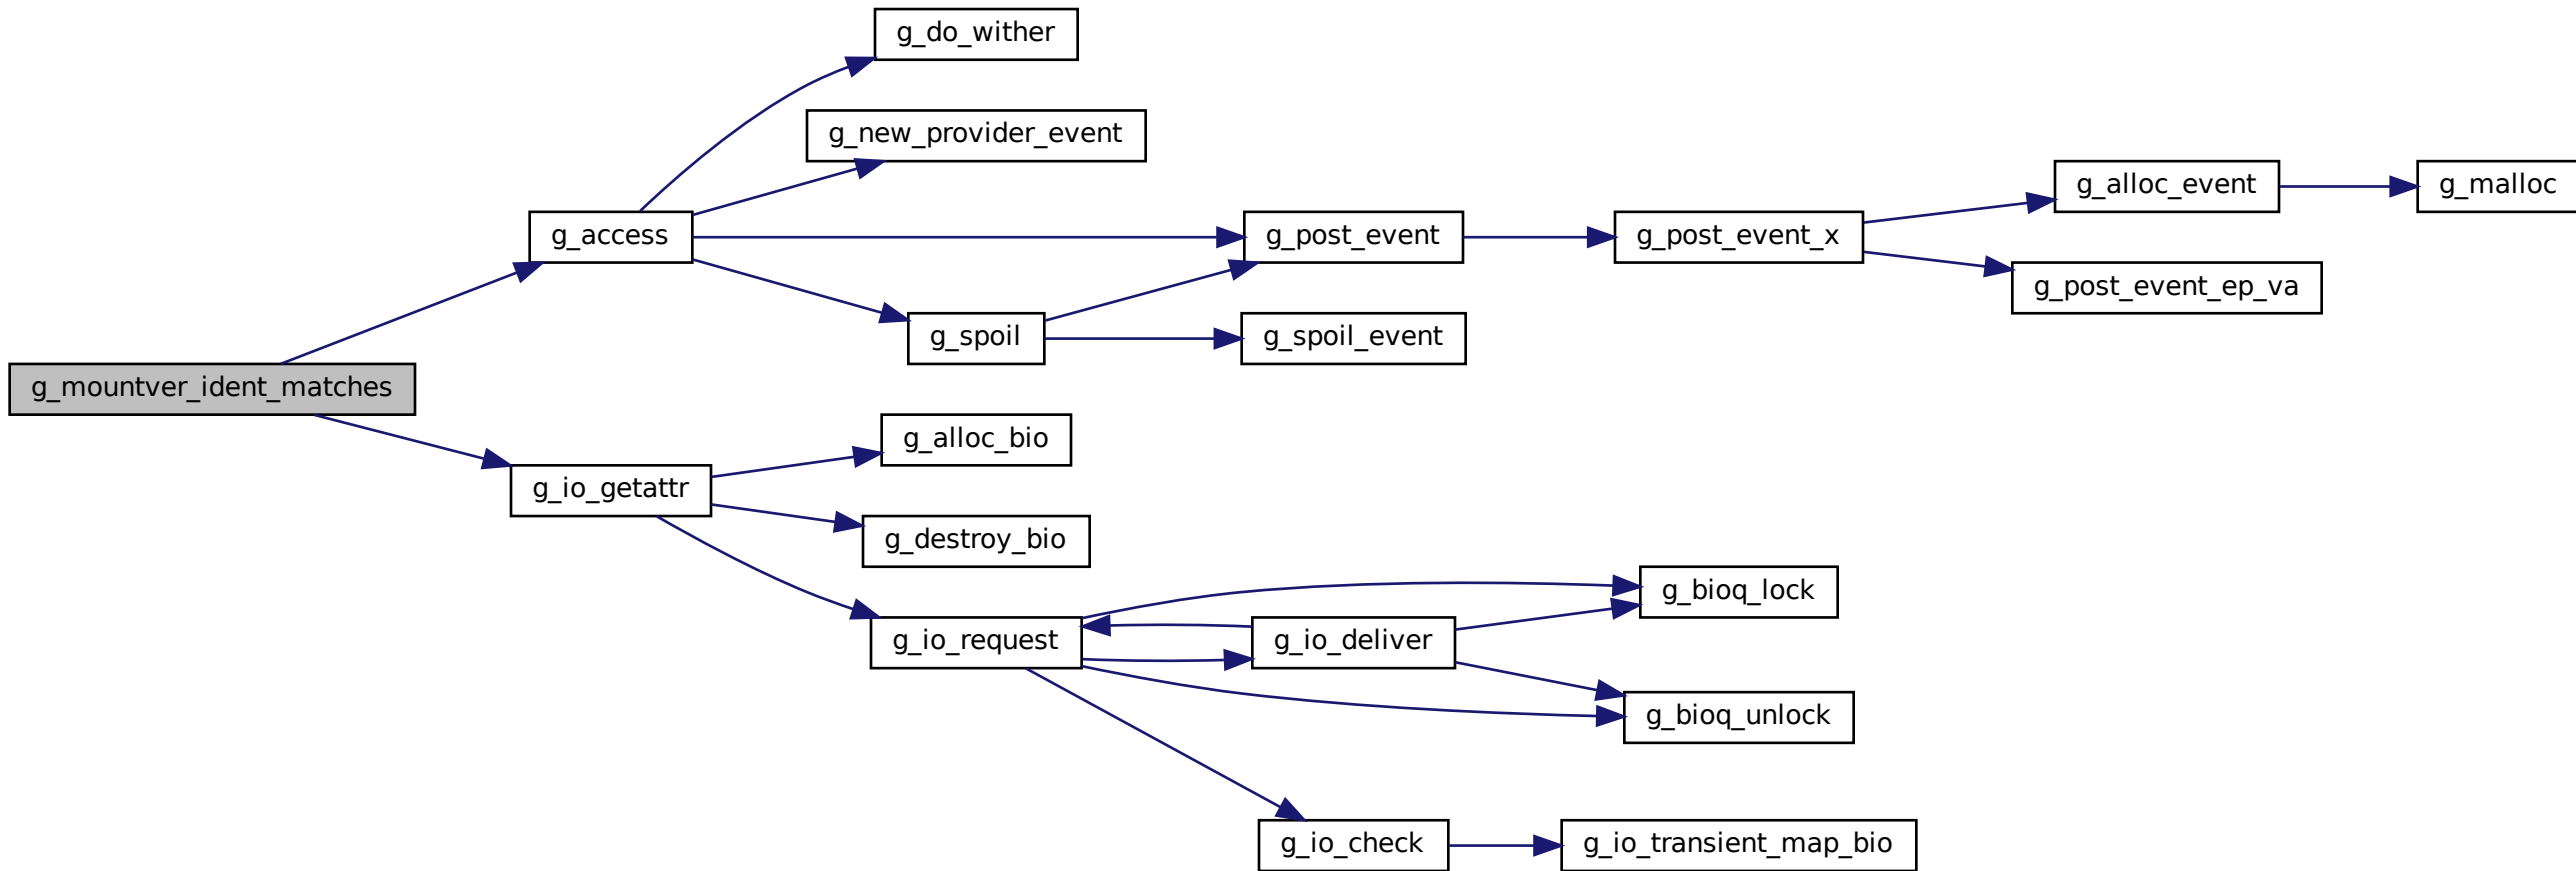 g_do_wither
g_new_provider_event
g_alloc_event
g_malloc
g_access
g_post_event
g_post_event_x
g_post_event_ep_va
g_spoil
g_spoil_event
g_mountver_ident_matches
g_alloc_bio
g_io_getattr
g_destroy_bio
g_bioq_lock
g_io_request
g_io_deliver
g_bioq_unlock
g_io_check
g_io_transient_map_bio